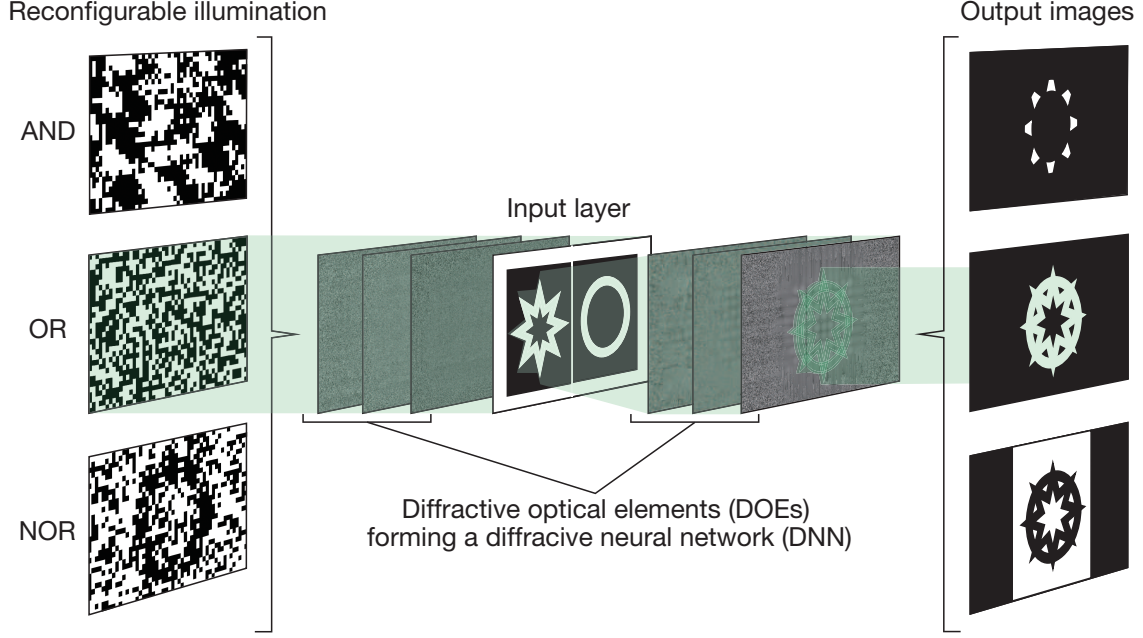 Reconfigurable illumination
Output images
AND
Input layer
OR
NOR
Diffractive optical elements (DOEs)
forming a diffracive neural network (DNN)